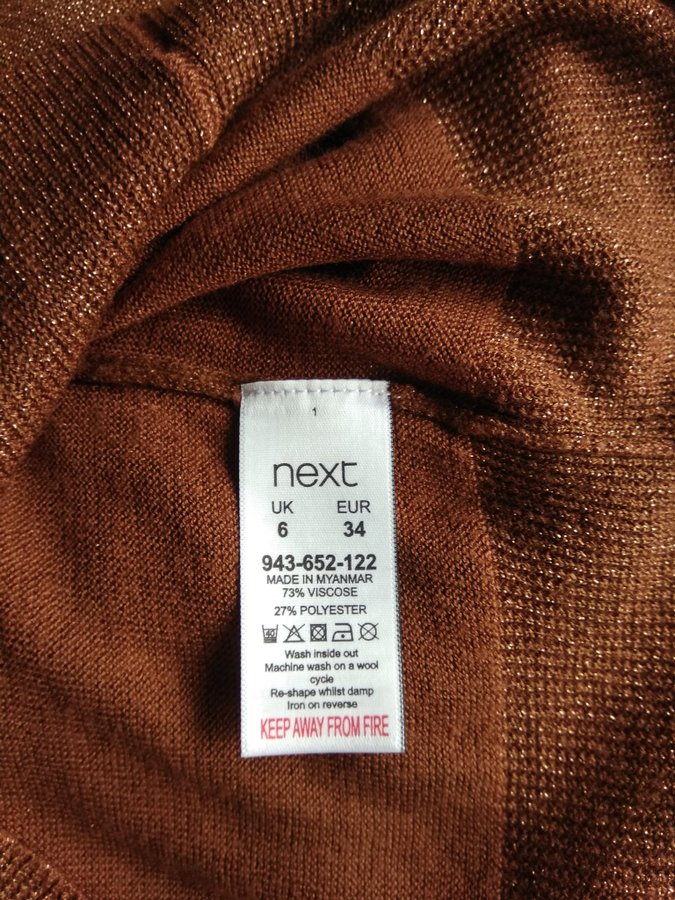 1
next
UK EUR
6 34
943-652-122
MADE IN MYANMAR
73% VISCOSE
27% POLYESTER
40
Wash inside out
Machine wash on a wool
cycle
Re-shape whilst damp
Iron on reverse
KEEP AWAY FROM FIRE